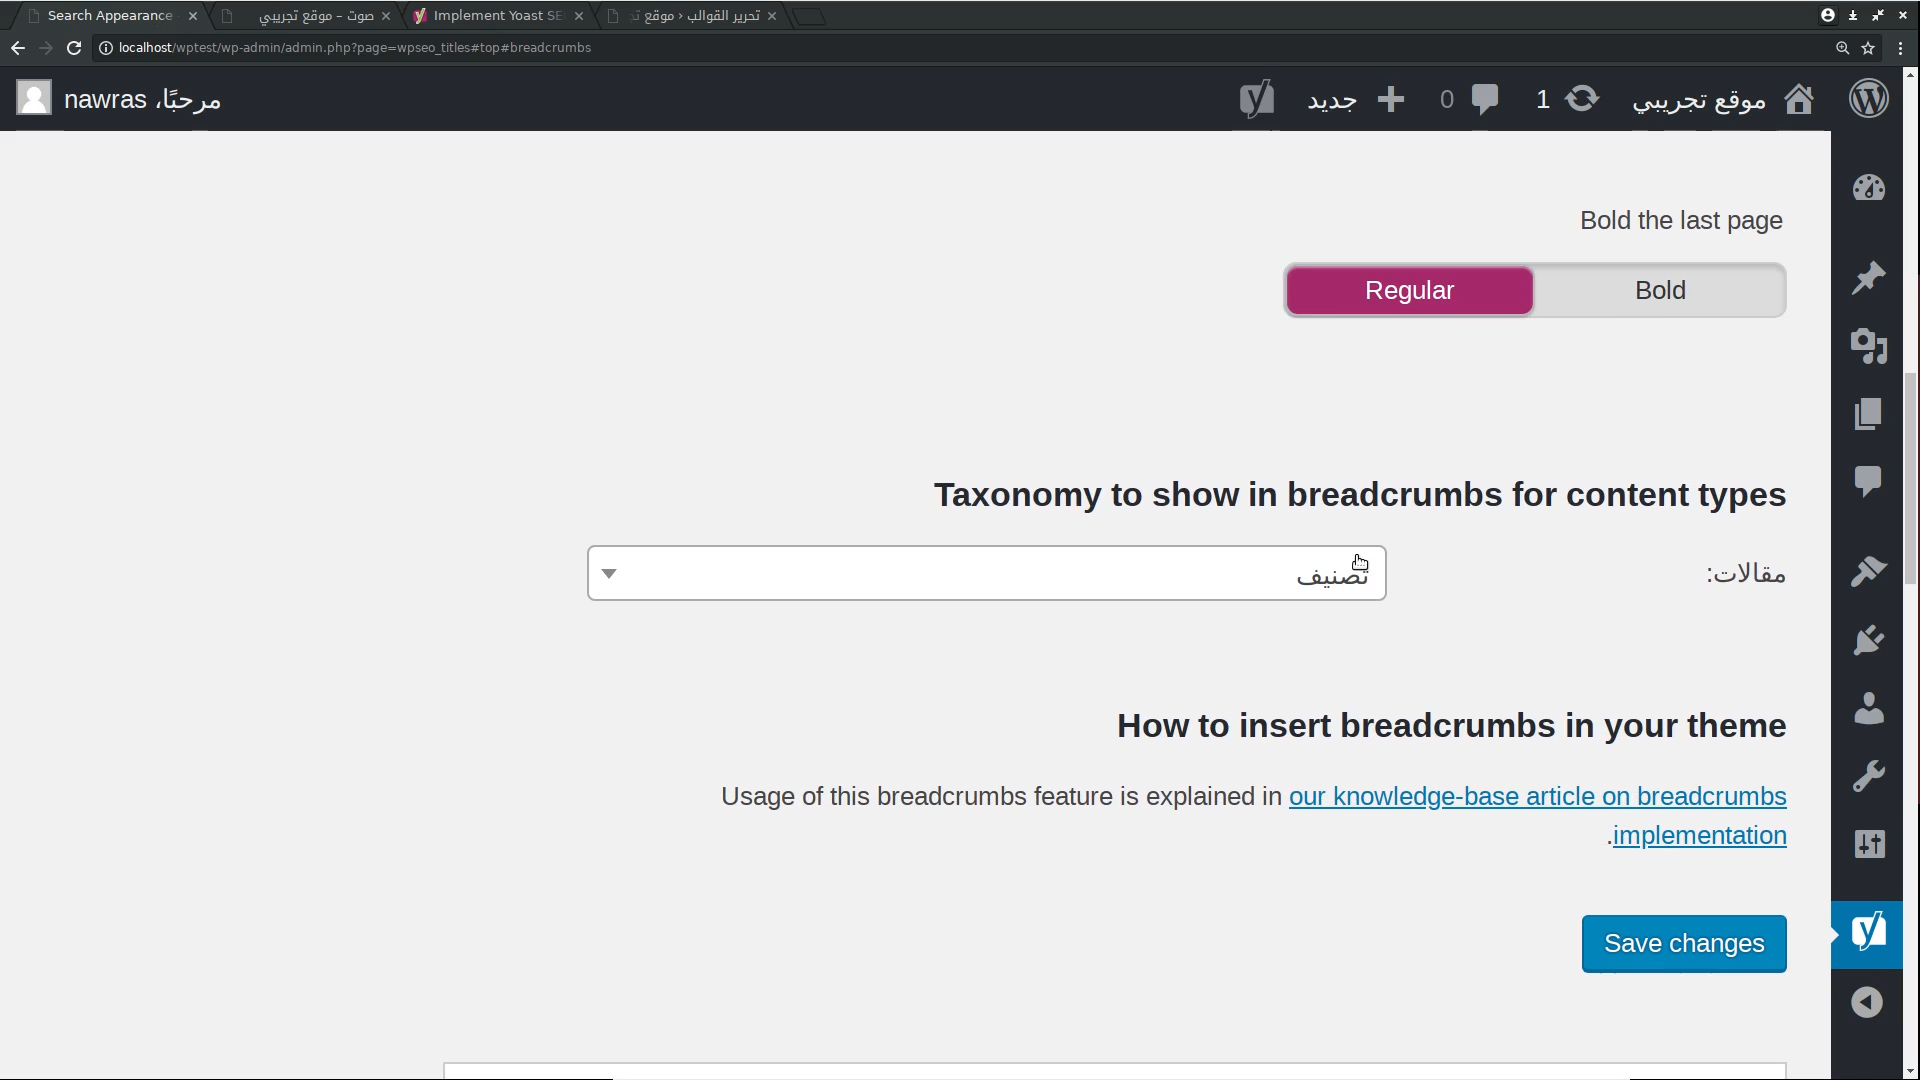 Search Appearance
صوت – موقع تجريبي
Implement Yoast SE
تحرير القوالب ‹ موقع
localhost/wptest/wp-admin/admin.php?page=wpseo_titles#top#breadcrumbs
موقع تجريبي
1
0
جديد
مرحبًا، nawras
Bold the last page
Regular
Bold
Taxonomy to show in breadcrumbs for content types
مقالات:
تصنيف
How to insert breadcrumbs in your theme
Usage of this breadcrumbs feature is explained in our knowledge-base article on breadcrumbs
implementation.
Save changes